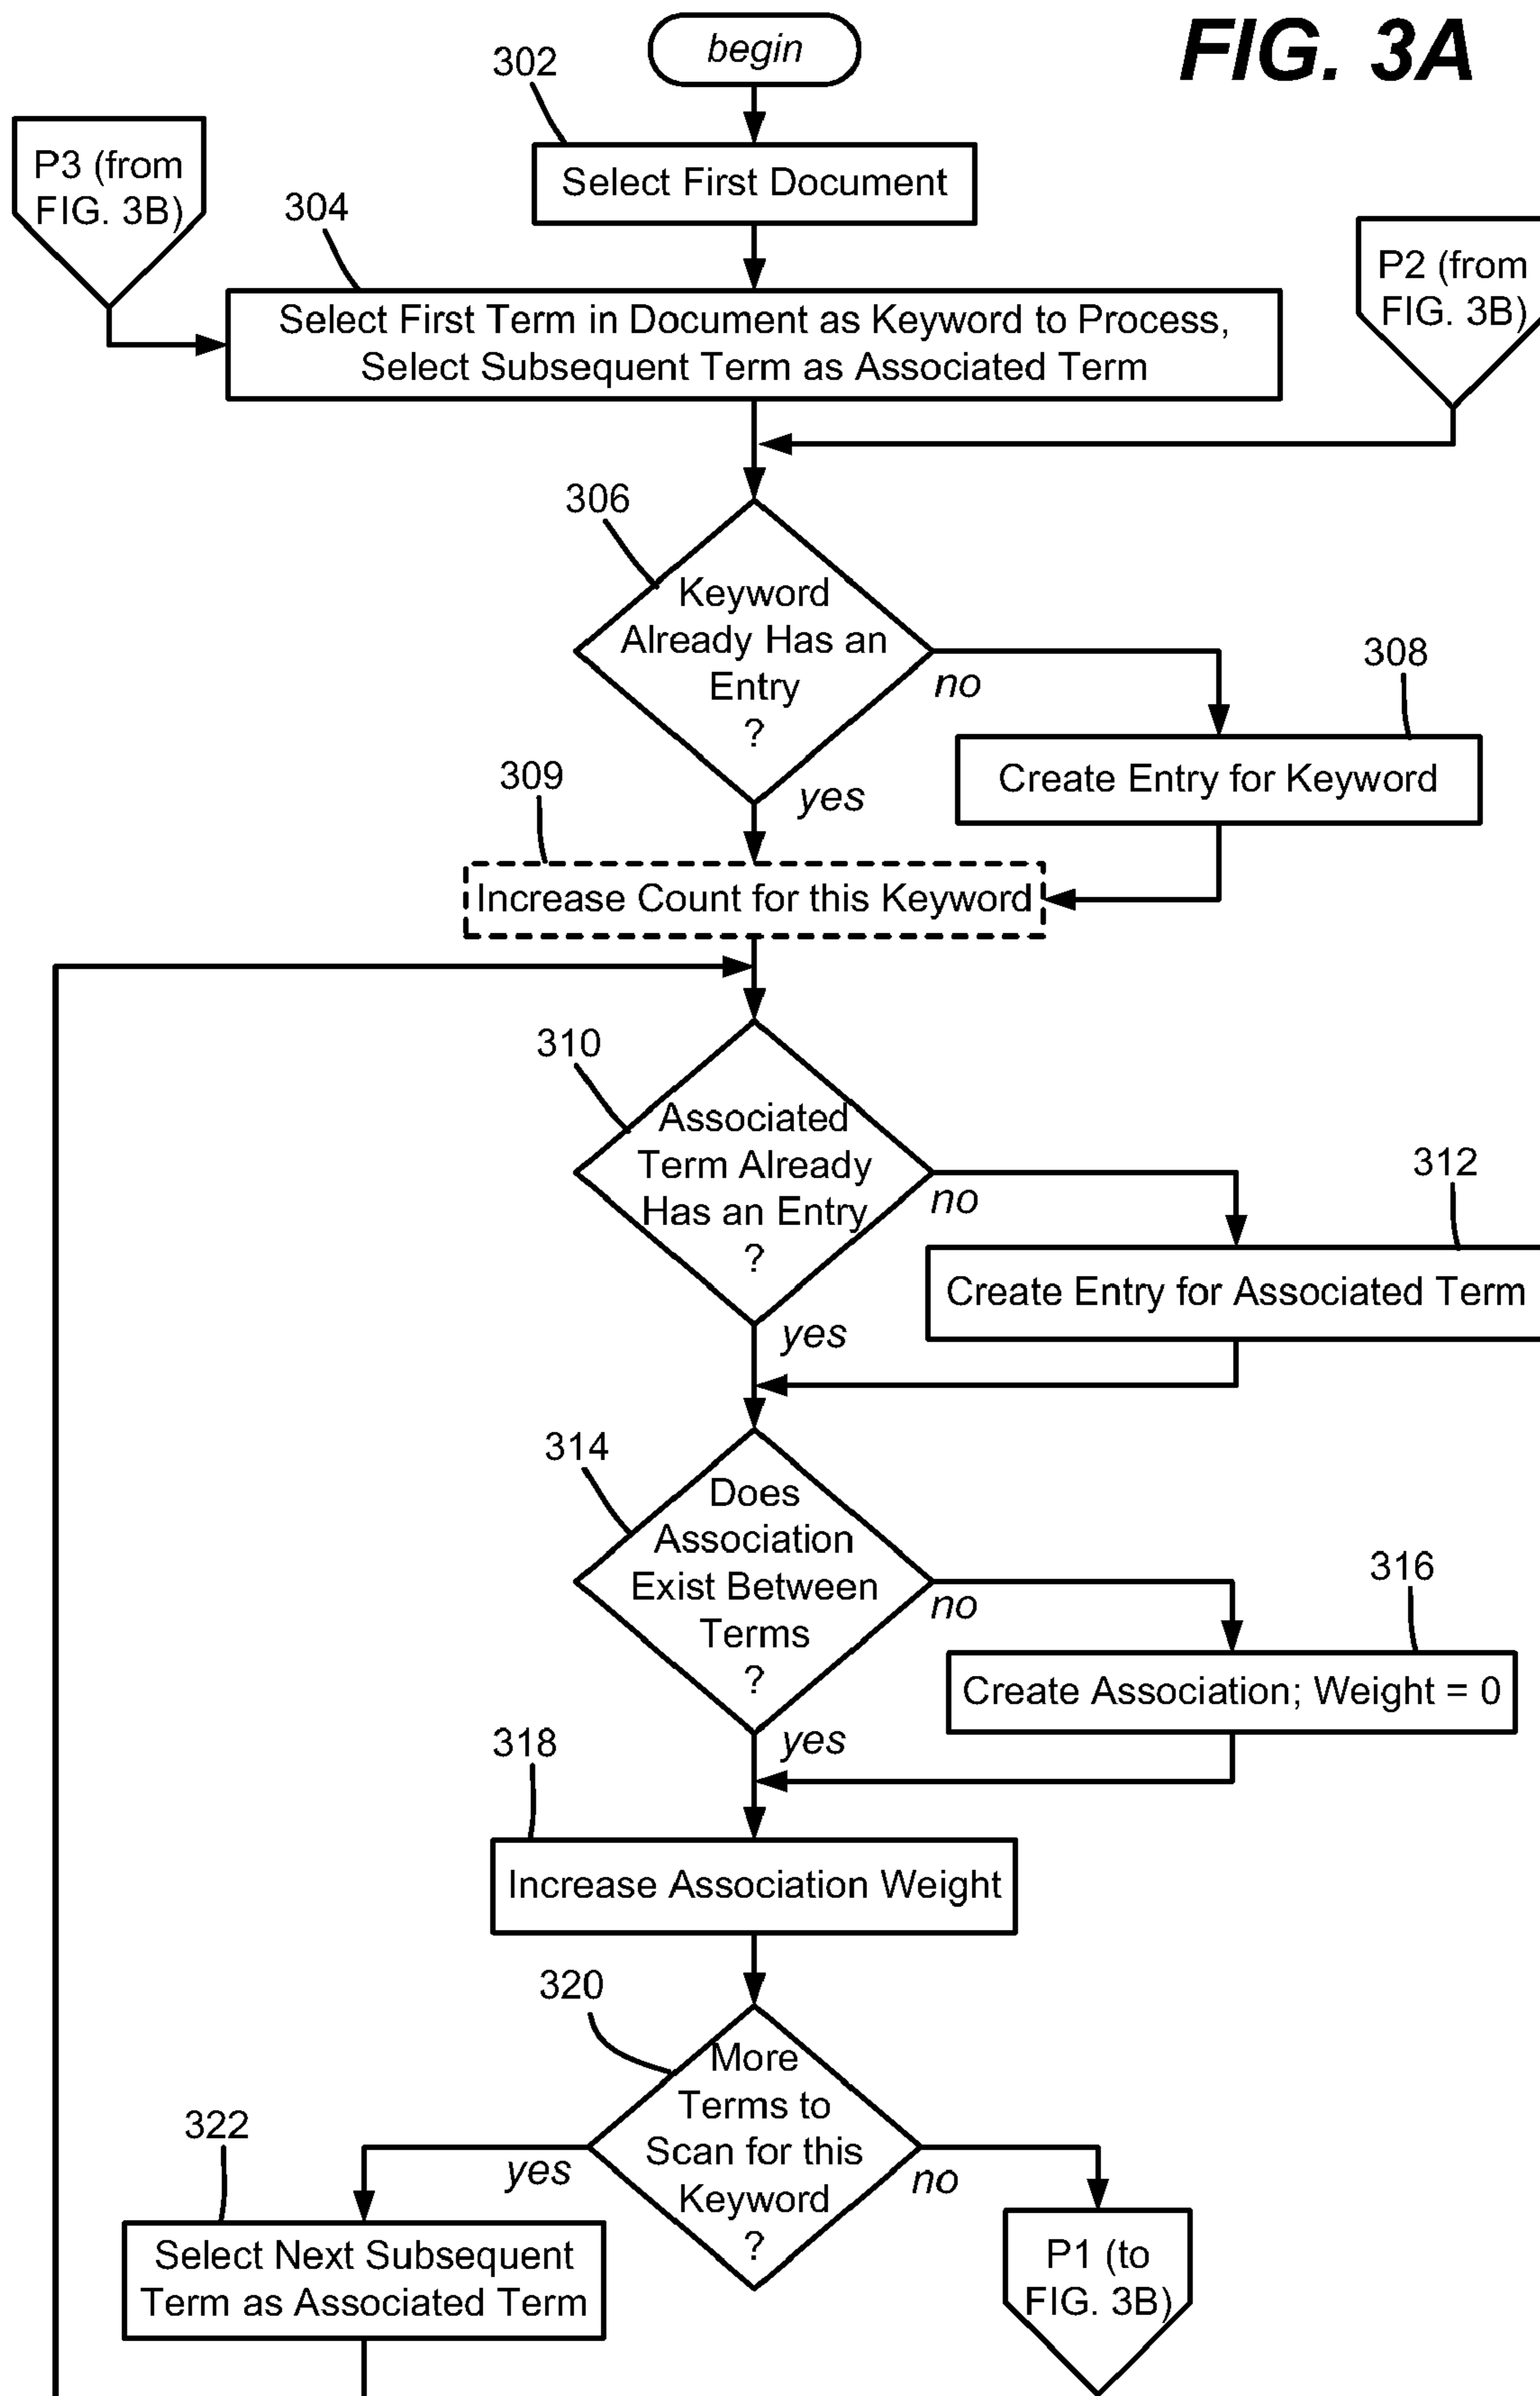 FIG. 3A
begin
302
Select First Document
P3 (from
FIG. 3B)
304
P2 (from
FIG. 3B)
Select First Term in Document as Keyword to Process,
Select Subsequent Term as Associated Term
306
Keyword
Already Has an
Entry
?
no
308
Create Entry for Keyword
yes
309
Increase Count for this Keyword
310
Associated
Term Already
Has an Entry
?
no
312
Create Entry for Associated Term
yes
314
Does
Association
Exist Between
Terms
?
no
316
Create Association; Weight = 0
yes
318
Increase Association Weight
320
More
Terms to
Scan for this
Keyword
?
yes
no
322
Select Next Subsequent
Term as Associated Term
P1 (to
FIG. 3B)